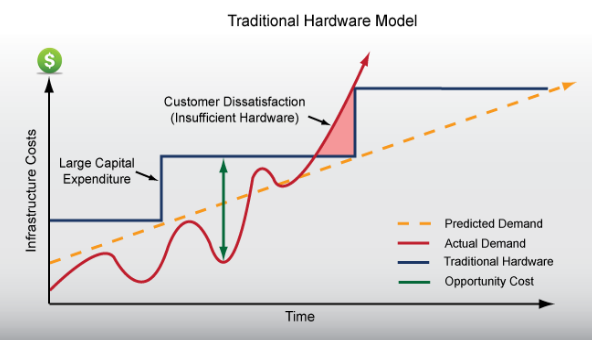 Traditional Hardware Model
$
Customer Dissatisfaction
(Insufficient Hardware)
Large Capital
Expenditure
Infrastructure Costs
Predicted Demand
Actual Demand
Traditional Hardware
Opportunity Cost
Time